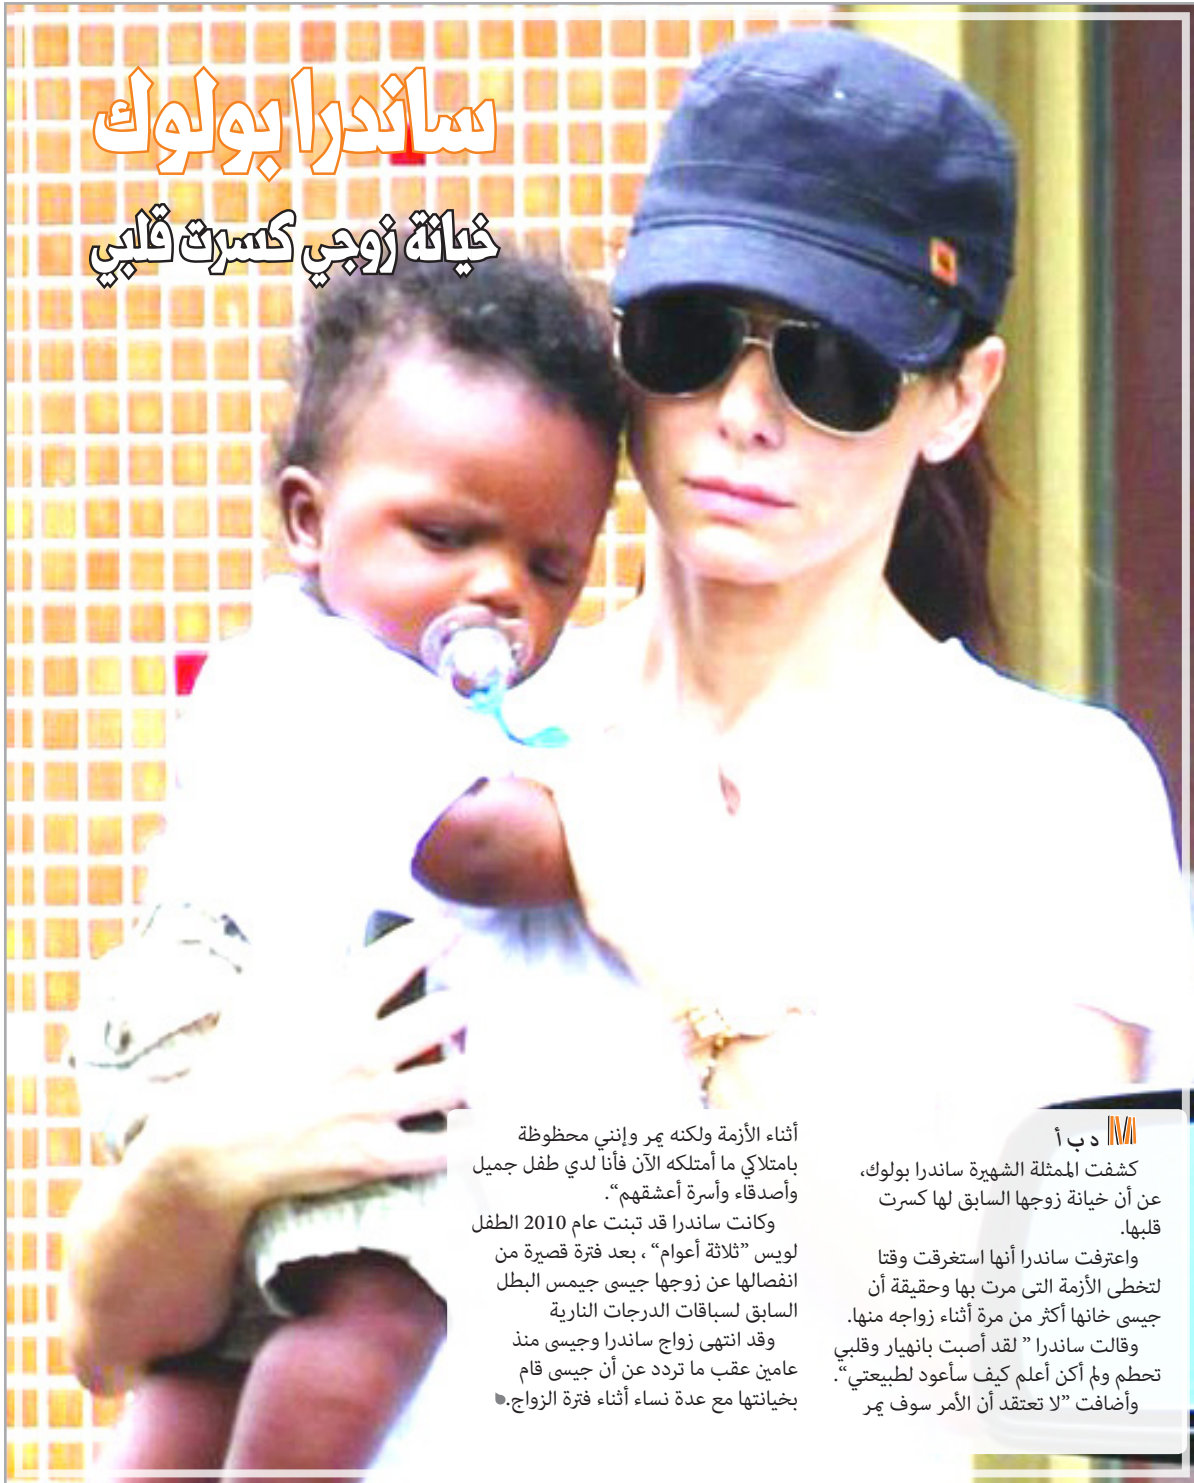 ساندرا بولوك
خيانة زوجي كسرت قلبي
د ب أ
كشفت الممثلة الشهيرة ساندرا بولوك،
عن أن خيانة زوجها السابق لها كسرت
قلبها.
واعترفت ساندرا أنها استغرقت وقتا
لتخطى الأزمة التى مرت بها وحقيقة أن
جيسى خانها أكثر من مرة أثناء زواجه منها.
وقالت ساندرا ” لقد أصبت بانهيار وقلبي
تحطم ولم أكن أعلم كيف سأعود لطبيعتي“.
وأضافت ”لا تعتقد أن الأمر سوف يمر
أثناء الأزمة ولكنه يمر وإنني محظوظة
بامتلاكي ما أمتلكه الآن فأنا لدي طفل جميل
وأصدقاء وأسرة أعشقهم“.
وكانت ساندرا قد تبنت عام 2010 الطفل
لويس ”ثلاثة أعوام“ ، بعد فترة قصيرة من
انفصالها عن زوجها جيسى جيمس البطل
السابق لسباقات الدرجات النارية
وقد انتهى زواج ساندرا وجيسى منذ
عامين عقب ما تردد عن أن جيسى قام
بخيانتها مع عدة نساء أثناء فترة الزواج.